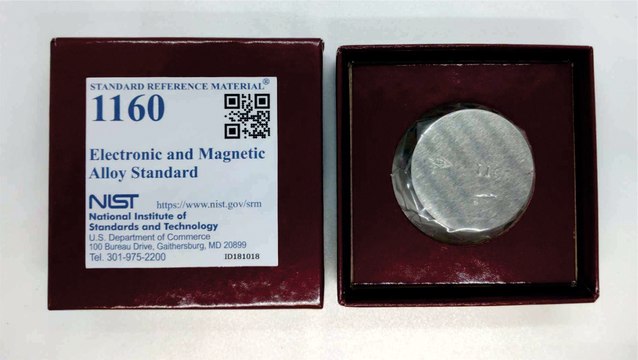 STANDARD REFERENCE MATERIAL®
1160
Electronic and Magnetic
Alloy Standard
NIST
https://www.nist.gov/srm
National Institute of
Standards and Technology
U.S. Department of Commerce
100 Bureau Drive, Gaithersburg, MD 20899
Tel. 301-975-2200
ID181018